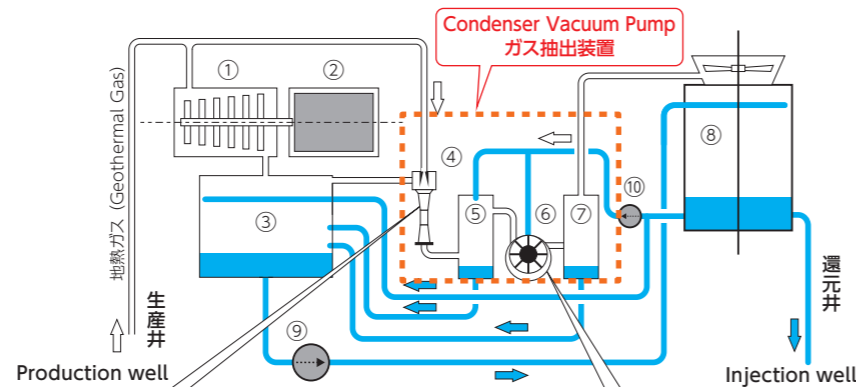 Condenser Vacuum Pump
ガス抽出装置
①
②
③
④
⑤
⑥
⑦
⑧
⑨
⑩
地熱ガス (Geothermal Gas)
生産井
Production well
還元井
Injection well